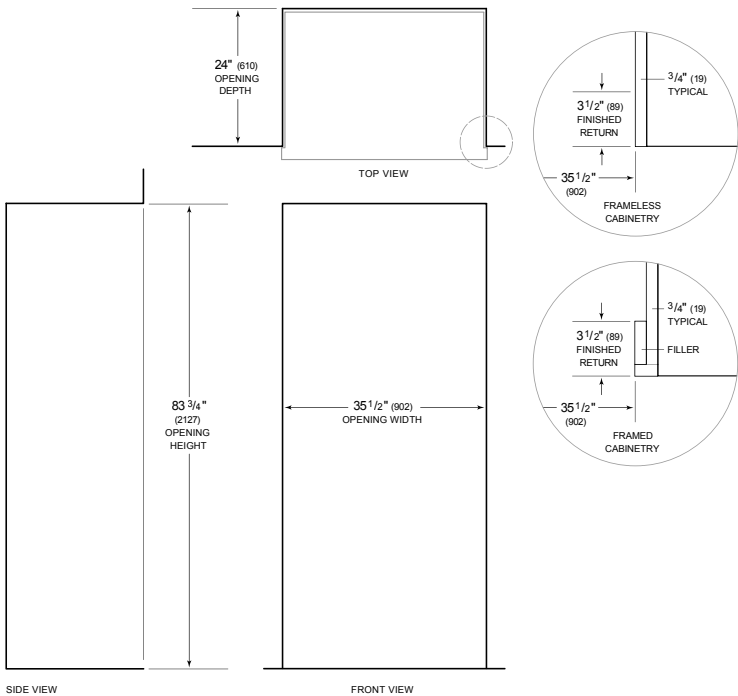 24" (610)
OPENING
DEPTH
TOP VIEW
3/4" (19)
TYPICAL
3 1/2" (89)
FINISHED
RETURN
35 1/2"
(902)
FRAMELESS
CABINETRY
3/4" (19)
TYPICAL
3 1/2" (89)
FINISHED
RETURN
FILLER
35 1/2"
(902)
FRAMED
CABINETRY
83 3/4"
(2127)
OPENING
HEIGHT
35 1/2" (902)
OPENING WIDTH
SIDE VIEW
FRONT VIEW